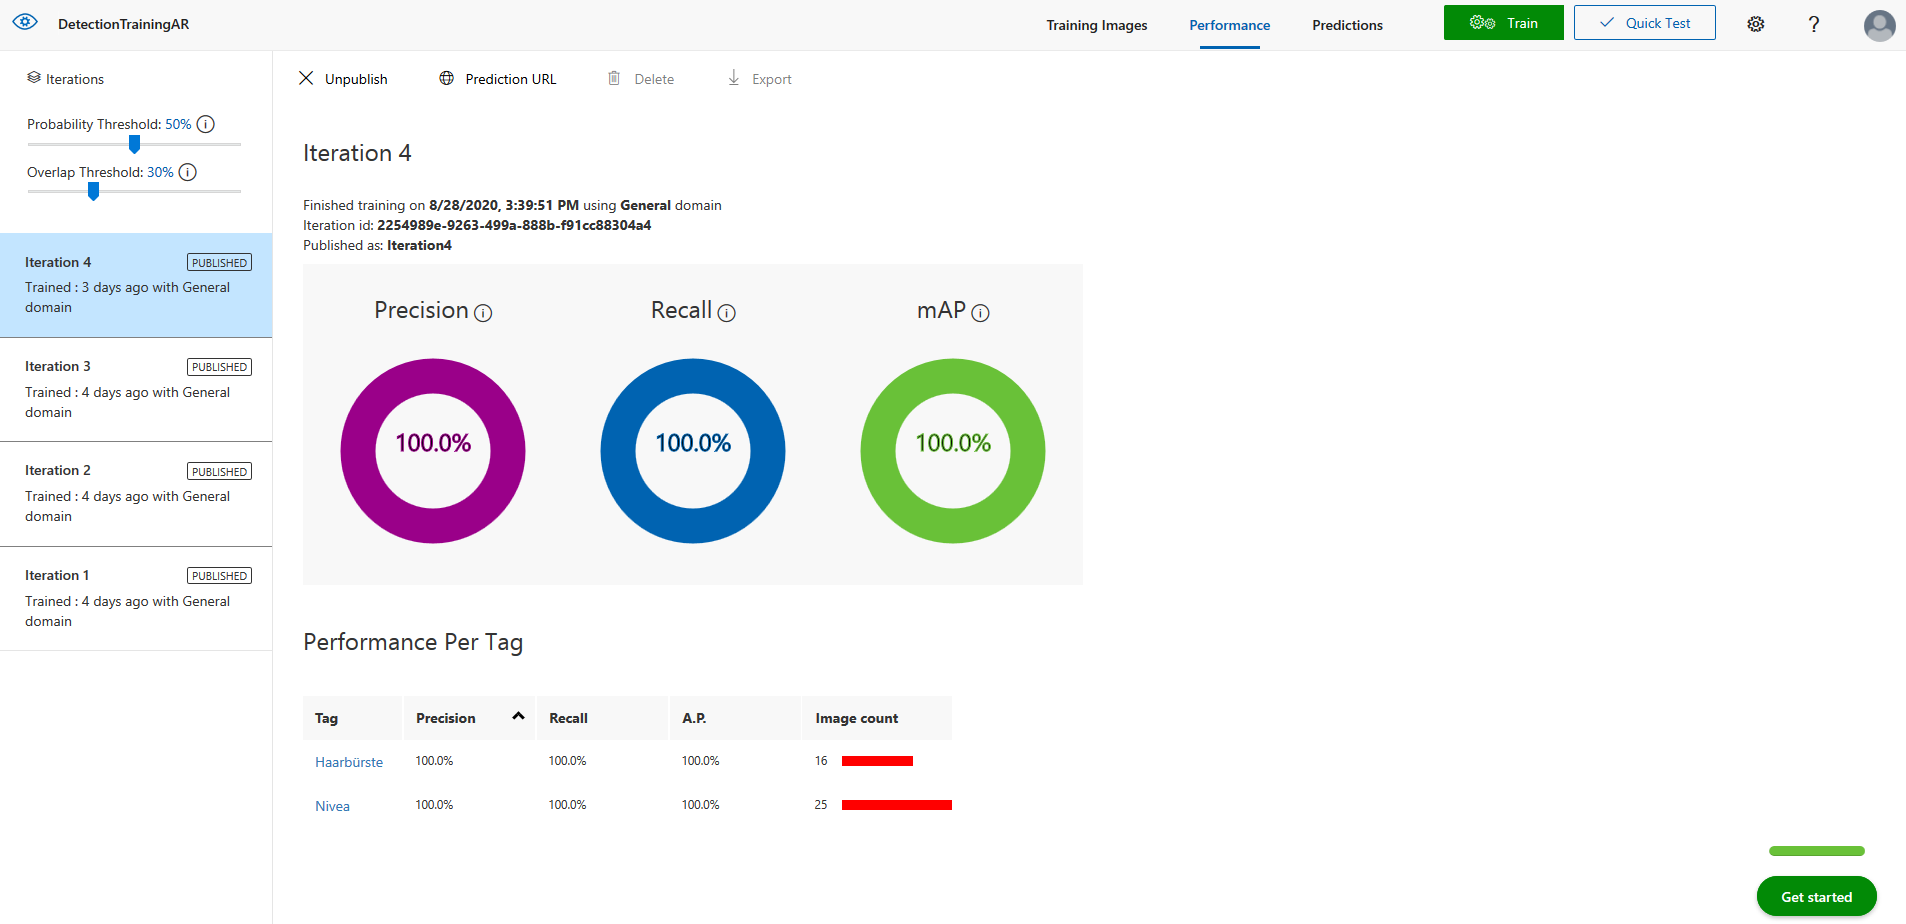 DetectionTrainingAR
Training Images
Performance
Predictions
Train
Quick Test
?
Iterations
Probability Threshold: 50%
Overlap Threshold: 30%
Iteration 4 PUBLISHED
Trained : 3 days ago with General
domain
Iteration 3 PUBLISHED
Trained : 4 days ago with General
domain
Iteration 2 PUBLISHED
Trained : 4 days ago with General
domain
Iteration 1 PUBLISHED
Trained : 4 days ago with General
domain
Unpublish
Prediction URL
Delete
Export
Iteration 4
Finished training on 8/28/2020, 3:39:51 PM using General domain
Iteration id: 2254989e-9263-499a-888b-f91cc88304a4
Published as: Iteration4
Precision
Recall
mAP
100.0%
100.0%
100.0%
Performance Per Tag
Tag Precision Recall A.P. Image count
Haarbürste 100.0% 100.0% 100.0% 16
Nivea 100.0% 100.0% 100.0% 25
Get started